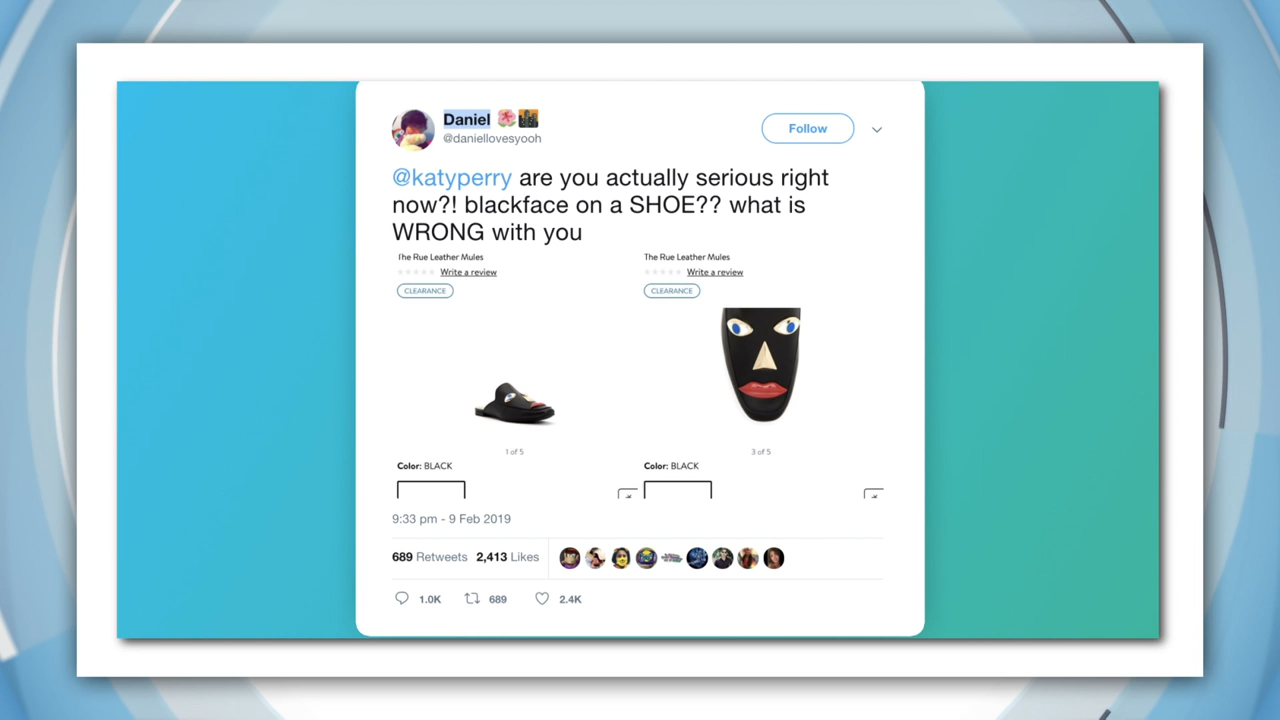 Daniel
@daniellovesyooh
Follow
@katyperry are you actually serious right
now?! blackface on a SHOE?? what is
WRONG with you
The Rue Leather Mules
Write a review
CLEARANCE
1 of 5
Color: BLACK
The Rue Leather Mules
Write a review
CLEARANCE
3 of 5
Color: BLACK
9:33 pm - 9 Feb 2019
689 Retweets 2,413 Likes
1.0K 689 2.4K